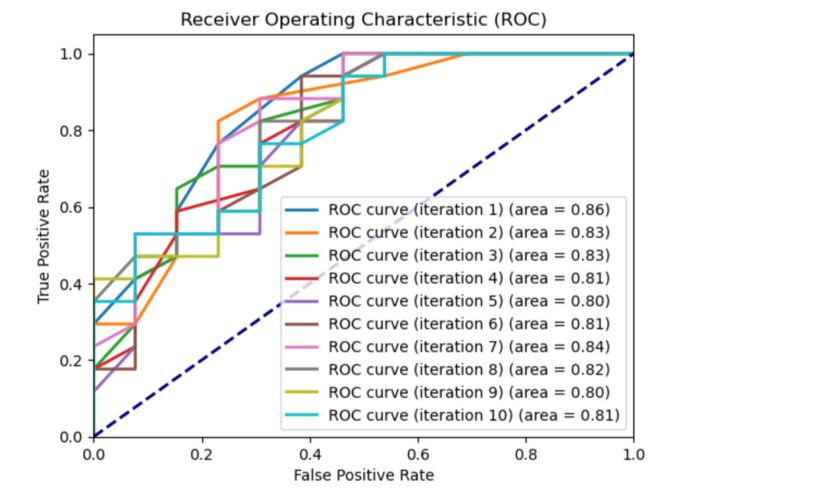 Receiver Operating Characteristic (ROC)
1.0
0.8
0.6
0.4
0.2
0.0
True Positive Rate
ROC curve (iteration 1) (area = 0.86)
ROC curve (iteration 2) (area = 0.83)
ROC curve (iteration 3) (area = 0.83)
ROC curve (iteration 4) (area = 0.81)
ROC curve (iteration 5) (area = 0.80)
ROC curve (iteration 6) (area = 0.81)
ROC curve (iteration 7) (area = 0.84)
ROC curve (iteration 8) (area = 0.82)
ROC curve (iteration 9) (area = 0.80)
ROC curve (iteration 10) (area = 0.81)
0.0 0.2 0.4 0.6 0.8 1.0
False Positive Rate